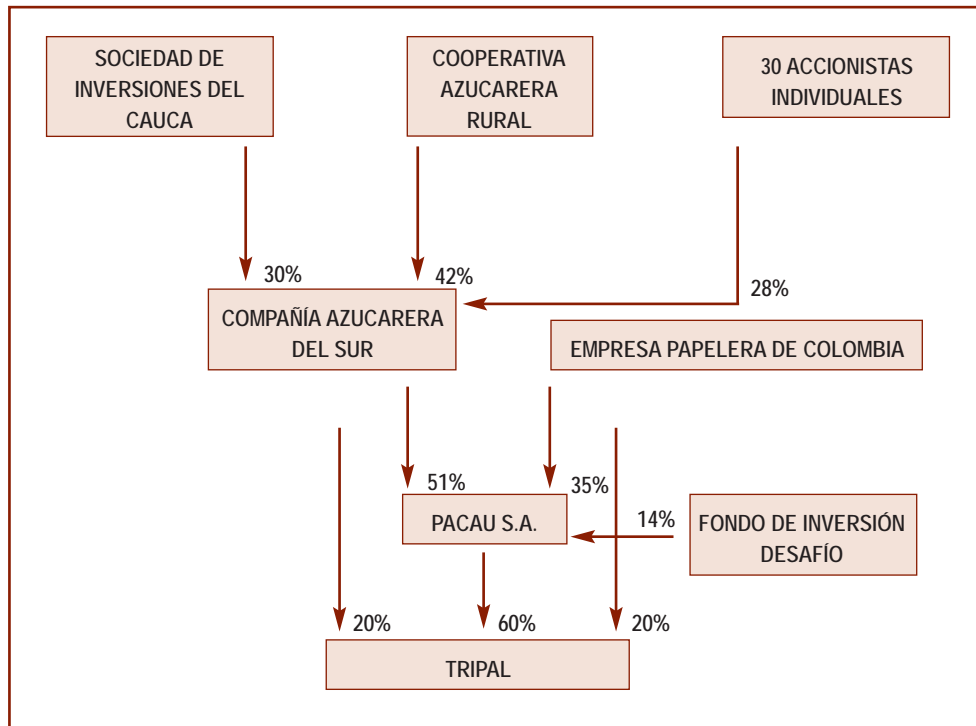 SOCIEDAD DE
INVERSIONES DEL
CAUCA
COOPERATIVA
AZUCARERA
RURAL
30 ACCIONISTAS
INDIVIDUALES
30%
42%
28%
COMPAÑÍA AZUCARERA
DEL SUR
EMPRESA PAPELERA DE COLOMBIA
51%
35%
PACAU S.A.
14%
FONDO DE INVERSIÓN
DESAFÍO
20%
60%
20%
TRIPAL